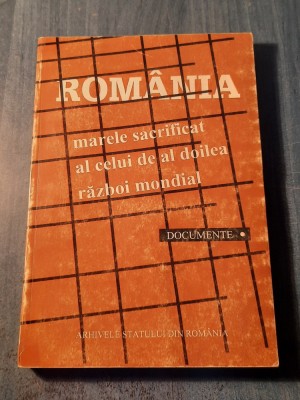 ROMÂNIA
marele sacrificat
al celui de al doilea
război mondial
DOCUMENTE
ARHIVELE STATULUI DIN ROMÂNIA